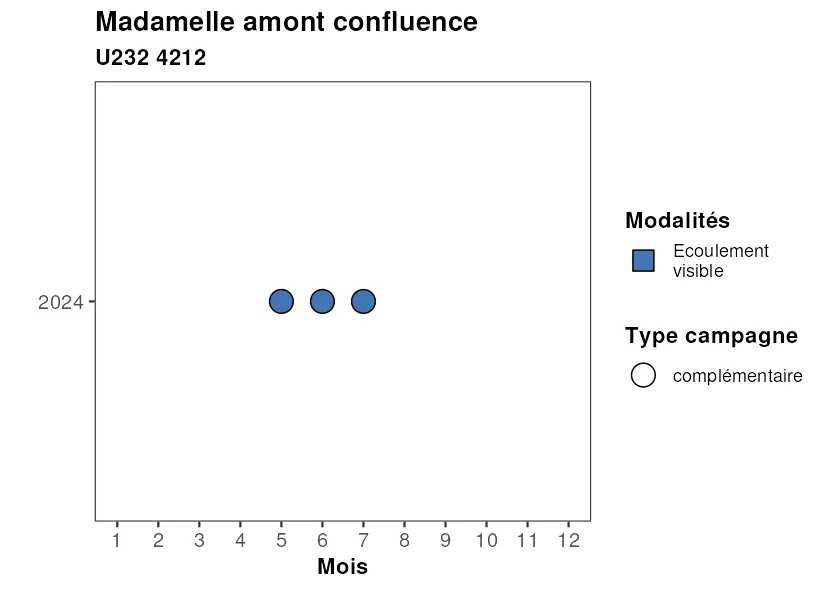 Madamelle amont confluence
U232 4212
Modalités
Ecoulement
visible
2024
Type campagne
complémentaire
1 2 3 4 5 6 7 8 9 10 11 12
Mois